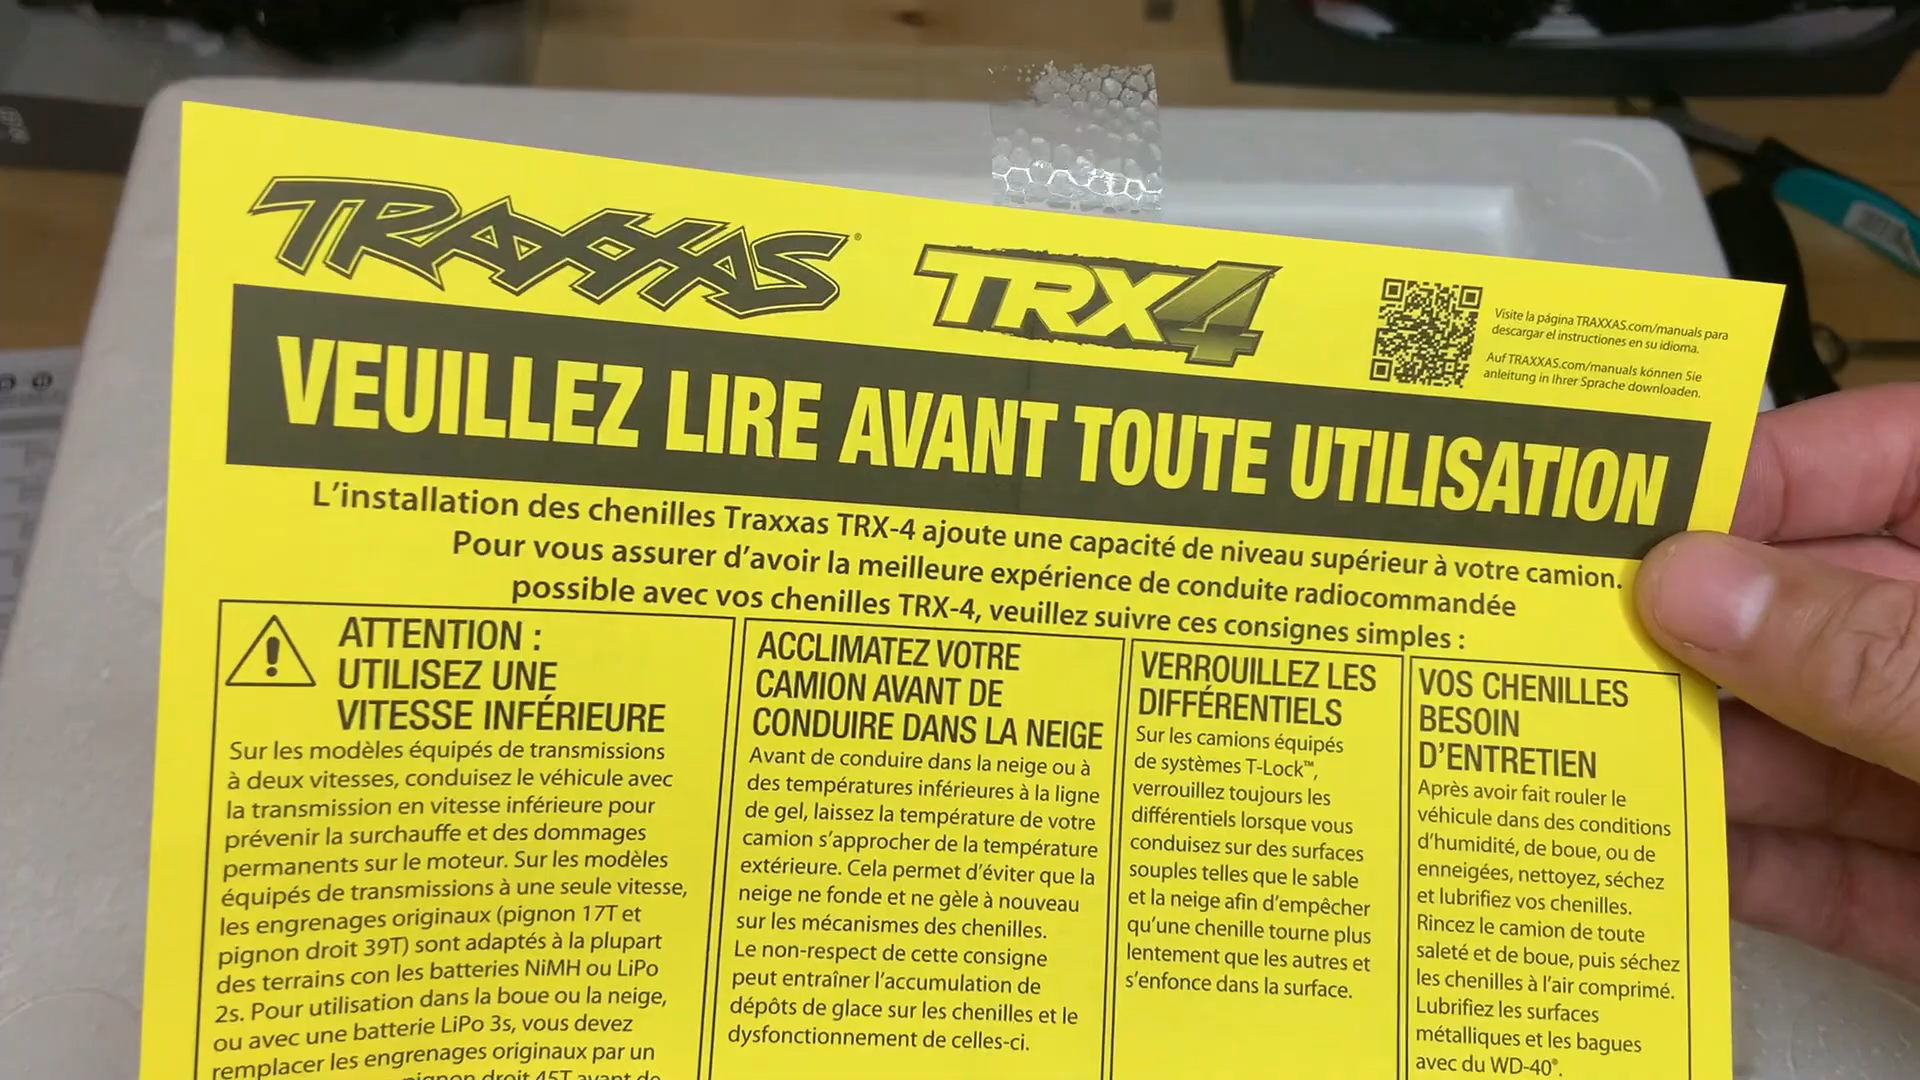 TRAXXAS®
TRX4
Visite la página TRAXXAS.com/manuals para
descargar el instructiones en su idioma.
Auf TRAXXAS.com/manuals können Sie
anleitung in Ihrer Sprache downloaden.
VEUILLEZ LIRE AVANT TOUTE UTILISATION
L’installation des chenilles Traxxas TRX-4 ajoute une capacité de niveau supérieur à votre camion.
Pour vous assurer d’avoir la meilleure expérience de conduite radiocommandée
possible avec vos chenilles TRX-4, veuillez suivre ces consignes simples :
ATTENTION :
UTILISEZ UNE
VITESSE INFÉRIEURE
Sur les modèles équipés de transmissions
à deux vitesses, conduisez le véhicule avec
la transmission en vitesse inférieure pour
prévenir la surchauffe et des dommages
permanents sur le moteur. Sur les modèles
équipés de transmissions à une seule vitesse,
les engrenages originaux (pignon 17T et
pignon droit 39T) sont adaptés à la plupart
des terrains con les batteries NiMH ou LiPo
2s. Pour utilisation dans la boue ou la neige,
ou avec une batterie LiPo 3s, vous devez
remplacer les engrenages originaux par un
pignon droit 45T avant de
ACCLIMATEZ VOTRE
CAMION AVANT DE
CONDUIRE DANS LA NEIGE
Avant de conduire dans la neige ou à
des températures inférieures à la ligne
de gel, laissez la température de votre
camion s’approcher de la température
extérieure. Cela permet d’éviter que la
neige ne fonde et ne gèle à nouveau
sur les mécanismes des chenilles.
Le non-respect de cette consigne
peut entraîner l’accumulation de
dépôts de glace sur les chenilles et le
dysfonctionnement de celles-ci.
VERROUILLEZ LES
DIFFÉRENTIELS
Sur les camions équipés
de systèmes T-Lock™,
verrouillez toujours les
différentiels lorsque vous
conduisez sur des surfaces
souples telles que le sable
et la neige afin d’empêcher
qu’une chenille tourne plus
lentement que les autres et
s’enfonce dans la surface.
VOS CHENILLES
BESOIN
D’ENTRETIEN
Après avoir fait rouler le
véhicule dans des conditions
d’humidité, de boue, ou de
enneigées, nettoyez, séchez
et lubrifiez vos chenilles.
Rincez le camion de toute
saleté et de boue, puis séchez
les chenilles à l’air comprimé.
Lubrifiez les surfaces
métalliques et les bagues
avec du WD-40®.